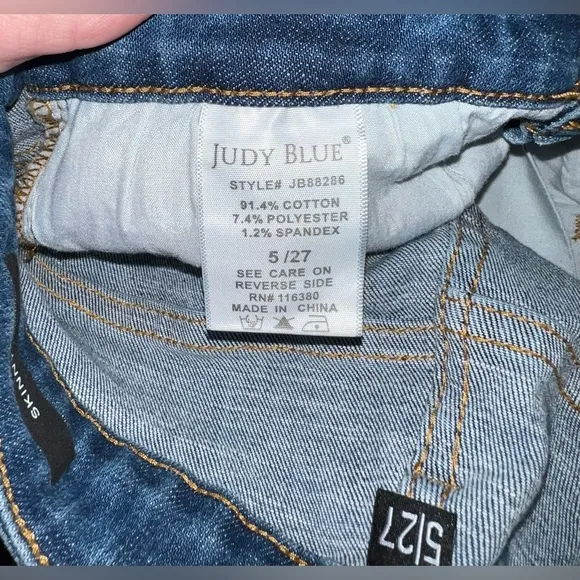 JUDY BLUE®
STYLE# JB88286
91.4% COTTON
7.4% POLYESTER
1.2% SPANDEX
5 /27
SEE CARE ON
REVERSE SIDE
RN# 116380
MADE IN CHINA
SKINN
5|27